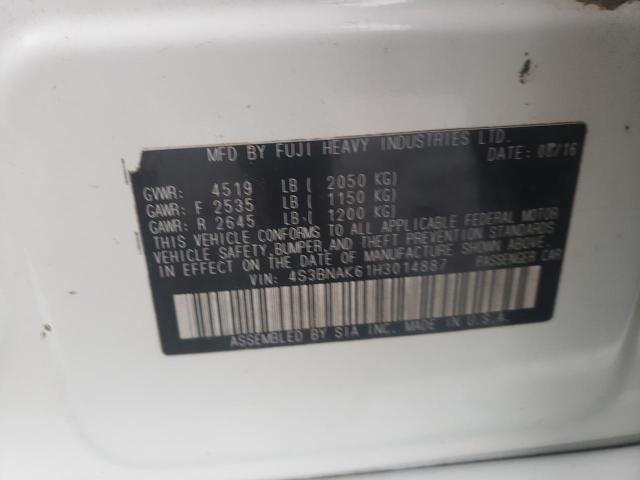 MFD BY FUJI HEAVY INDUSTRIES LTD.
DATE:
GVWR: 4519 LB ( 2050 KG)
GAWR: F 2535 LB ( 1150 KG)
GAWR: R 2645 LB ( 1200 KG)
THIS VEHICLE CONFORMS TO ALL APPLICABLE FEDERAL MOTOR
VEHICLE SAFETY,BUMPER,AND THEFT PREVENTION STANDARDS
IN EFFECT ON THE DATE OF MANUFACTURE SHOWN ABOVE.
VIN: 4S3BNAK61H3014887 PASSENGER CAR
ASSEMBLED BY SIA INC. MADE IN U.S.A.